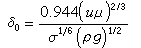 δ₀ = 0.944(uμ)^{2/3} / σ^{1/6} (ρg)^{1/2}